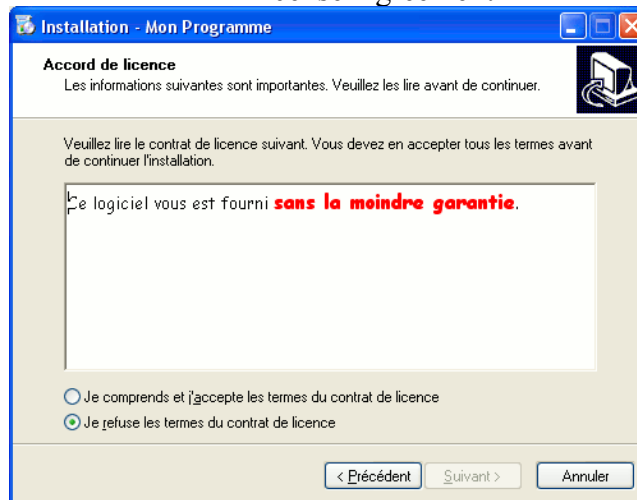 Installation - Mon Programme
Accord de licence
Les informations suivantes sont importantes. Veuillez les lire avant de continuer.
Veuillez lire le contrat de licence suivant. Vous devez en accepter tous les termes avant
de continuer l'installation.
Ce logiciel vous est fourni sans la moindre garantie.
Je comprends et j'accepte les termes du contrat de licence
Je refuse les termes du contrat de licence
< Précédent Suivant > Annuler